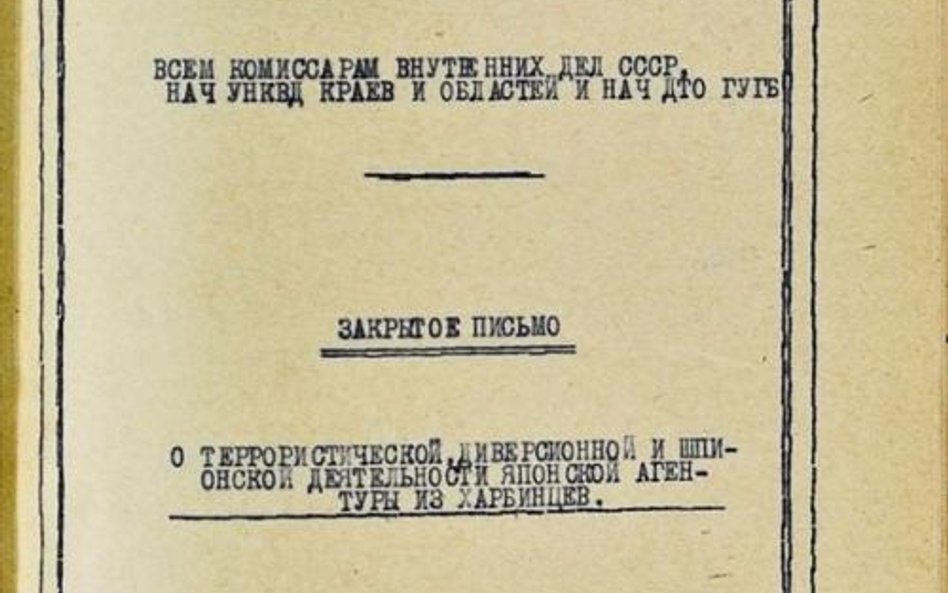 ВСЕМ КОМИССАРАМ ВНУТЕННИХ ДЕЛ СССР,
НАЧ УНКВД КРАЕВ И ОБЛАСТЕЙ И НАЧ ДТО ГУГБ
ЗАКРЫТОЕ ПИСЬМО
О ТЕРРОРИСТИЧЕСКОЙ,ДИВЕРСИОННОЙ И ШПИ-
ОНСКОЙ ДЕЯТЕЛЬНОСТИ ЯПОНСКОЙ АГЕН-
ТУРЫ ИЗ ХАРБИНЦЕВ.